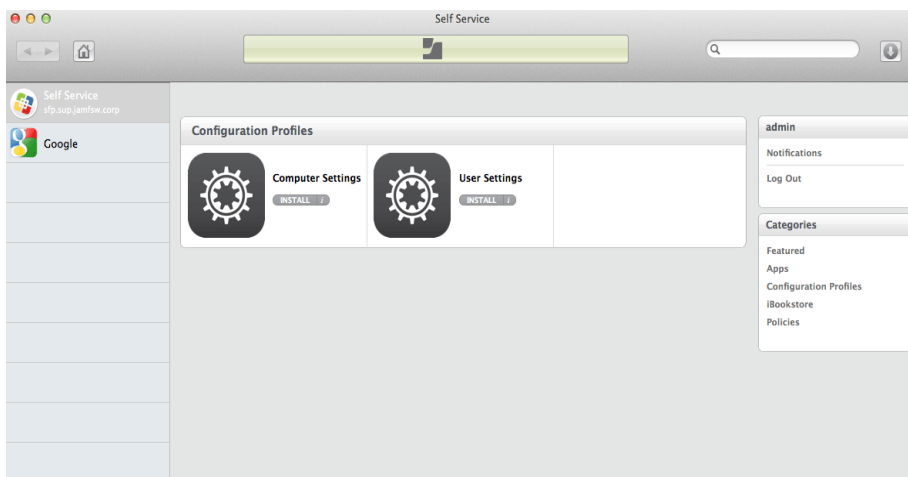 Self Service
Self Service
sfp.sup.jamfsw.corp
Google
Configuration Profiles
Computer Settings
INSTALL i
User Settings
INSTALL i
admin
Notifications
Log Out
Categories
Featured
Apps
Configuration Profiles
iBookstore
Policies